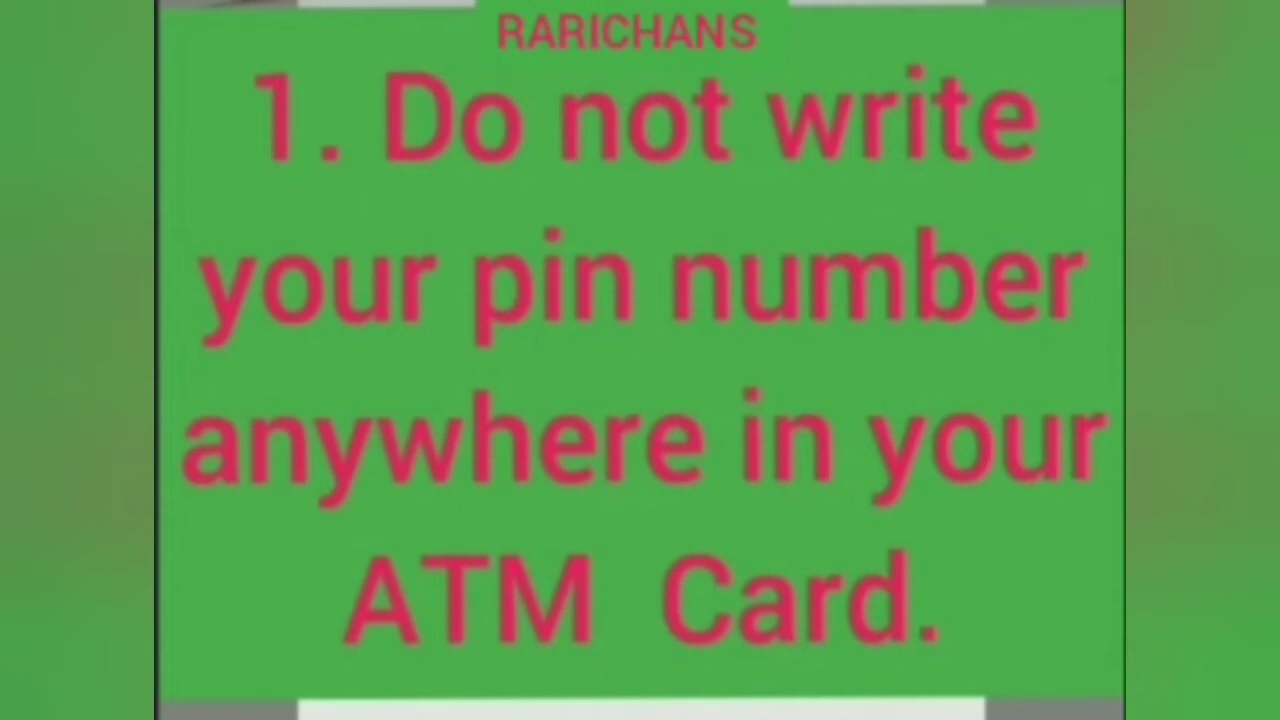 RARICHANS
1. Do not write
your pin number
anywhere in your
ATM Card.